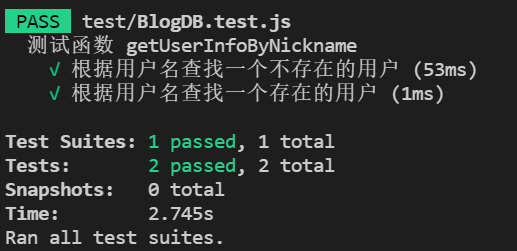 PASS test/BlogDB.test.js
测试函数 getUserInfoByNickname
√ 根据用户名查找一个不存在的用户 (53ms)
√ 根据用户名查找一个存在的用户 (1ms)
Test Suites: 1 passed, 1 total
Tests: 2 passed, 2 total
Snapshots: 0 total
Time: 2.745s
Ran all test suites.